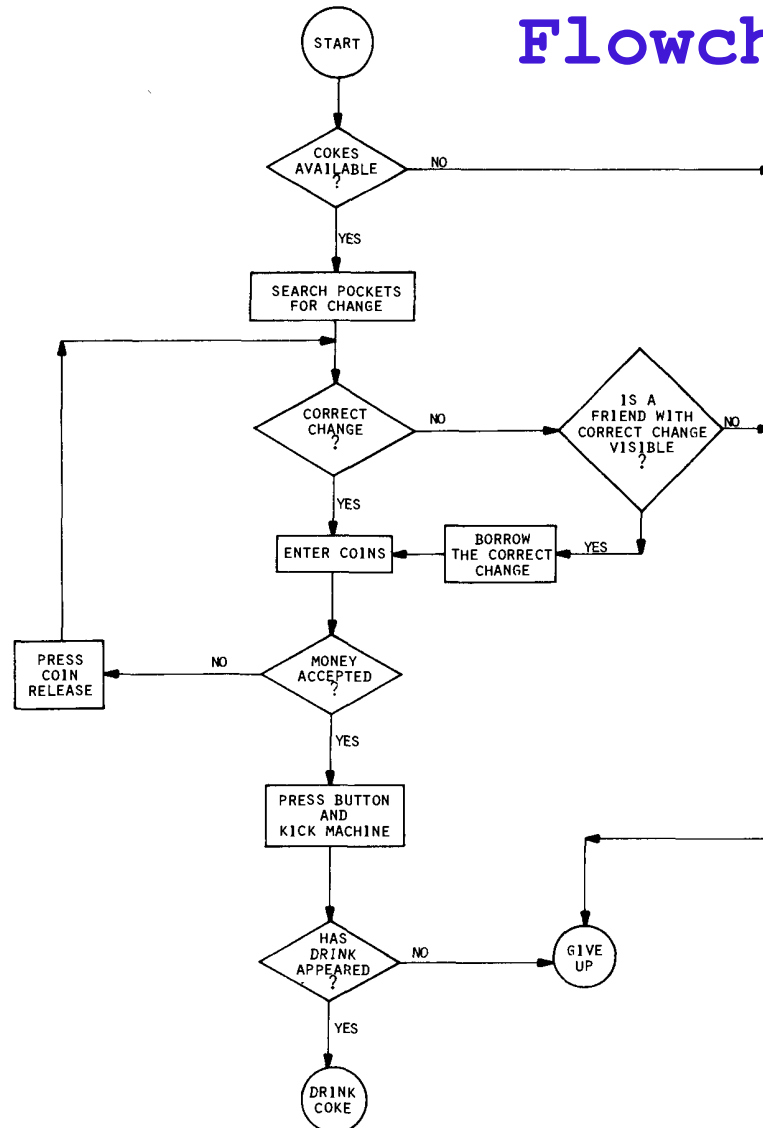 Flowch
START
COKES
AVAILABLE
?
NO
YES
SEARCH POCKETS
FOR CHANGE
CORRECT
CHANGE
?
NO
IS A
FRIEND WITH
CORRECT CHANGE
VISIBLE
?
NO
YES
YES
BORROW
THE CORRECT
CHANGE
ENTER COINS
MONEY
ACCEPTED
?
NO
PRESS
COIN
RELEASE
YES
PRESS BUTTON
AND
KICK MACHINE
HAS
DRINK
APPEARED
?
NO
GIVE
UP
YES
DRINK
COKE